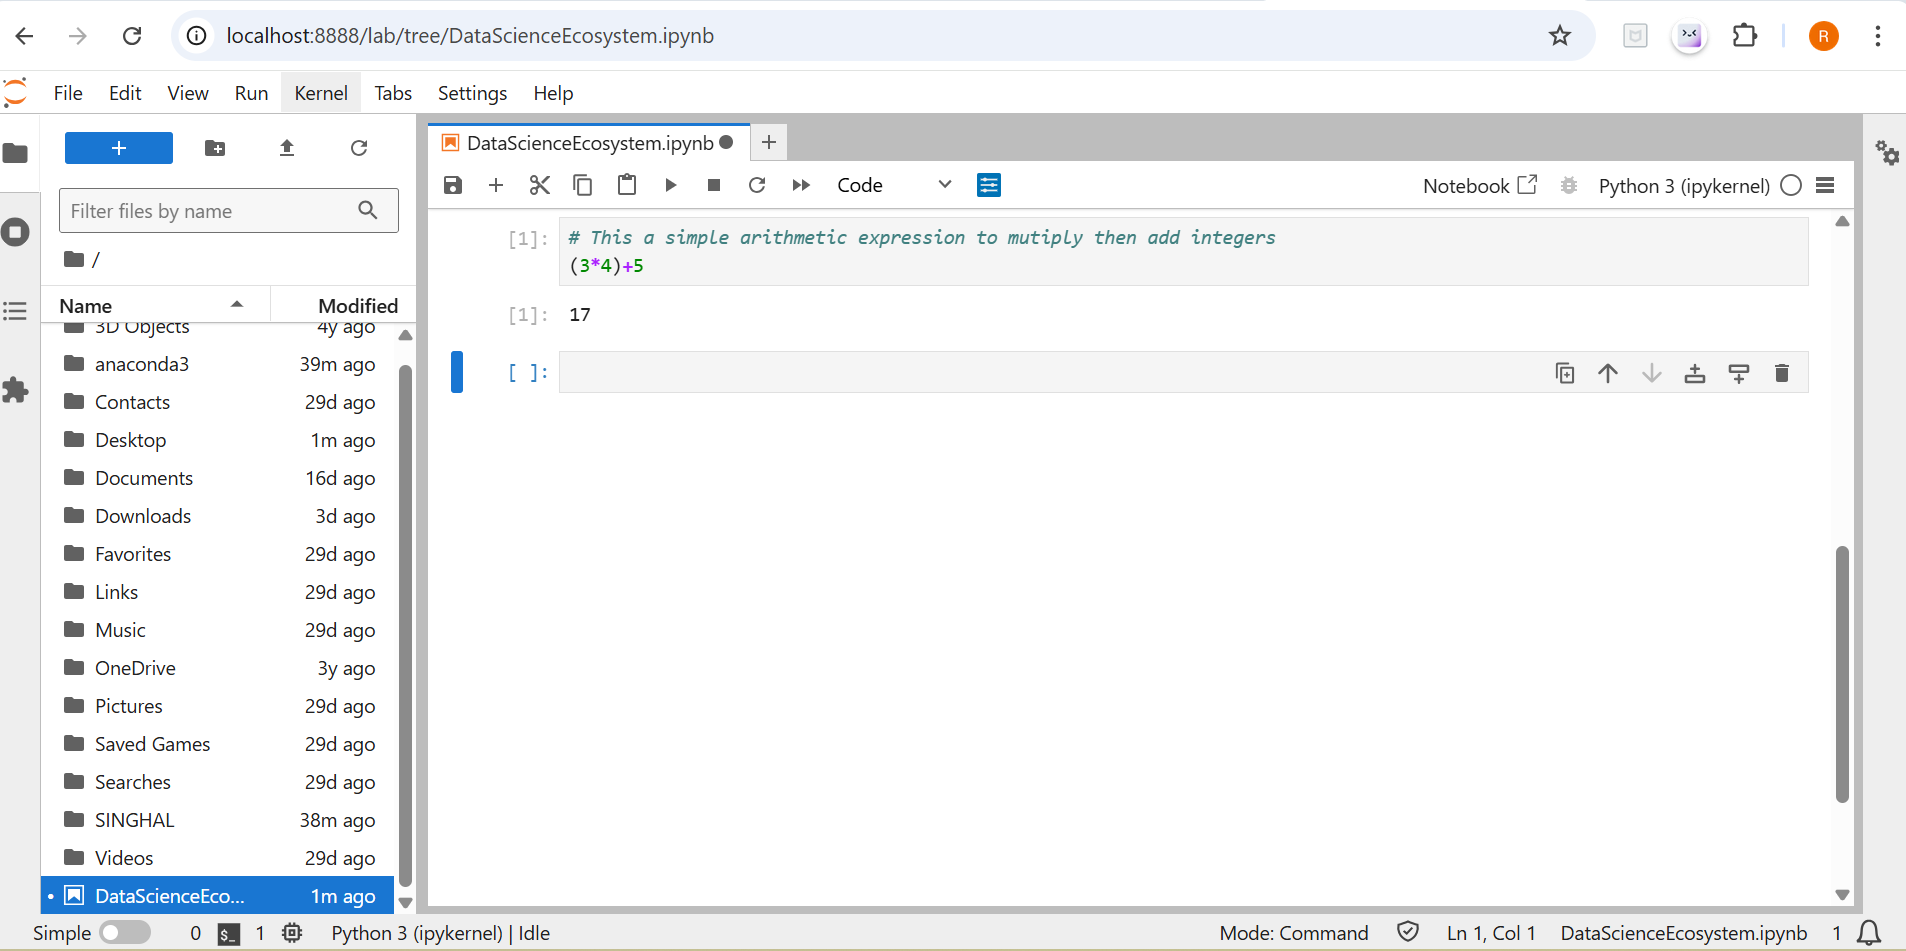 localhost:8888/lab/tree/DataScienceEcosystem.ipynb
R
File Edit View Run Kernel Tabs Settings Help
DataScienceEcosystem.ipynb
Code
Notebook
Python 3 (ipykernel)
Filter files by name
/
Name Modified
3D Objects 4y ago
anaconda3 39m ago
Contacts 29d ago
Desktop 1m ago
Documents 16d ago
Downloads 3d ago
Favorites 29d ago
Links 29d ago
Music 29d ago
OneDrive 3y ago
Pictures 29d ago
Saved Games 29d ago
Searches 29d ago
SINGHAL 38m ago
Videos 29d ago
DataScienceEco... 1m ago
[1]: # This a simple arithmetic expression to mutiply then add integers
(3*4)+5
[1]: 17
[ ]:
Simple 0 $_ 1 Python 3 (ipykernel) | Idle Mode: Command Ln 1, Col 1 DataScienceEcosystem.ipynb 1